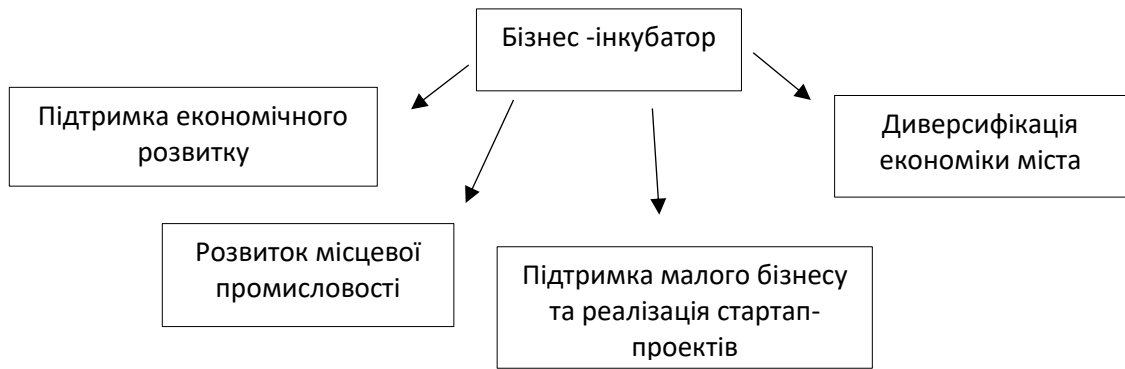 Бізнес -інкубатор
Підтримка економічного
розвитку
Диверсифікація
економіки міста
Розвиток місцевої
промисловості
Підтримка малого бізнесу
та реалізація стартап-
проектів